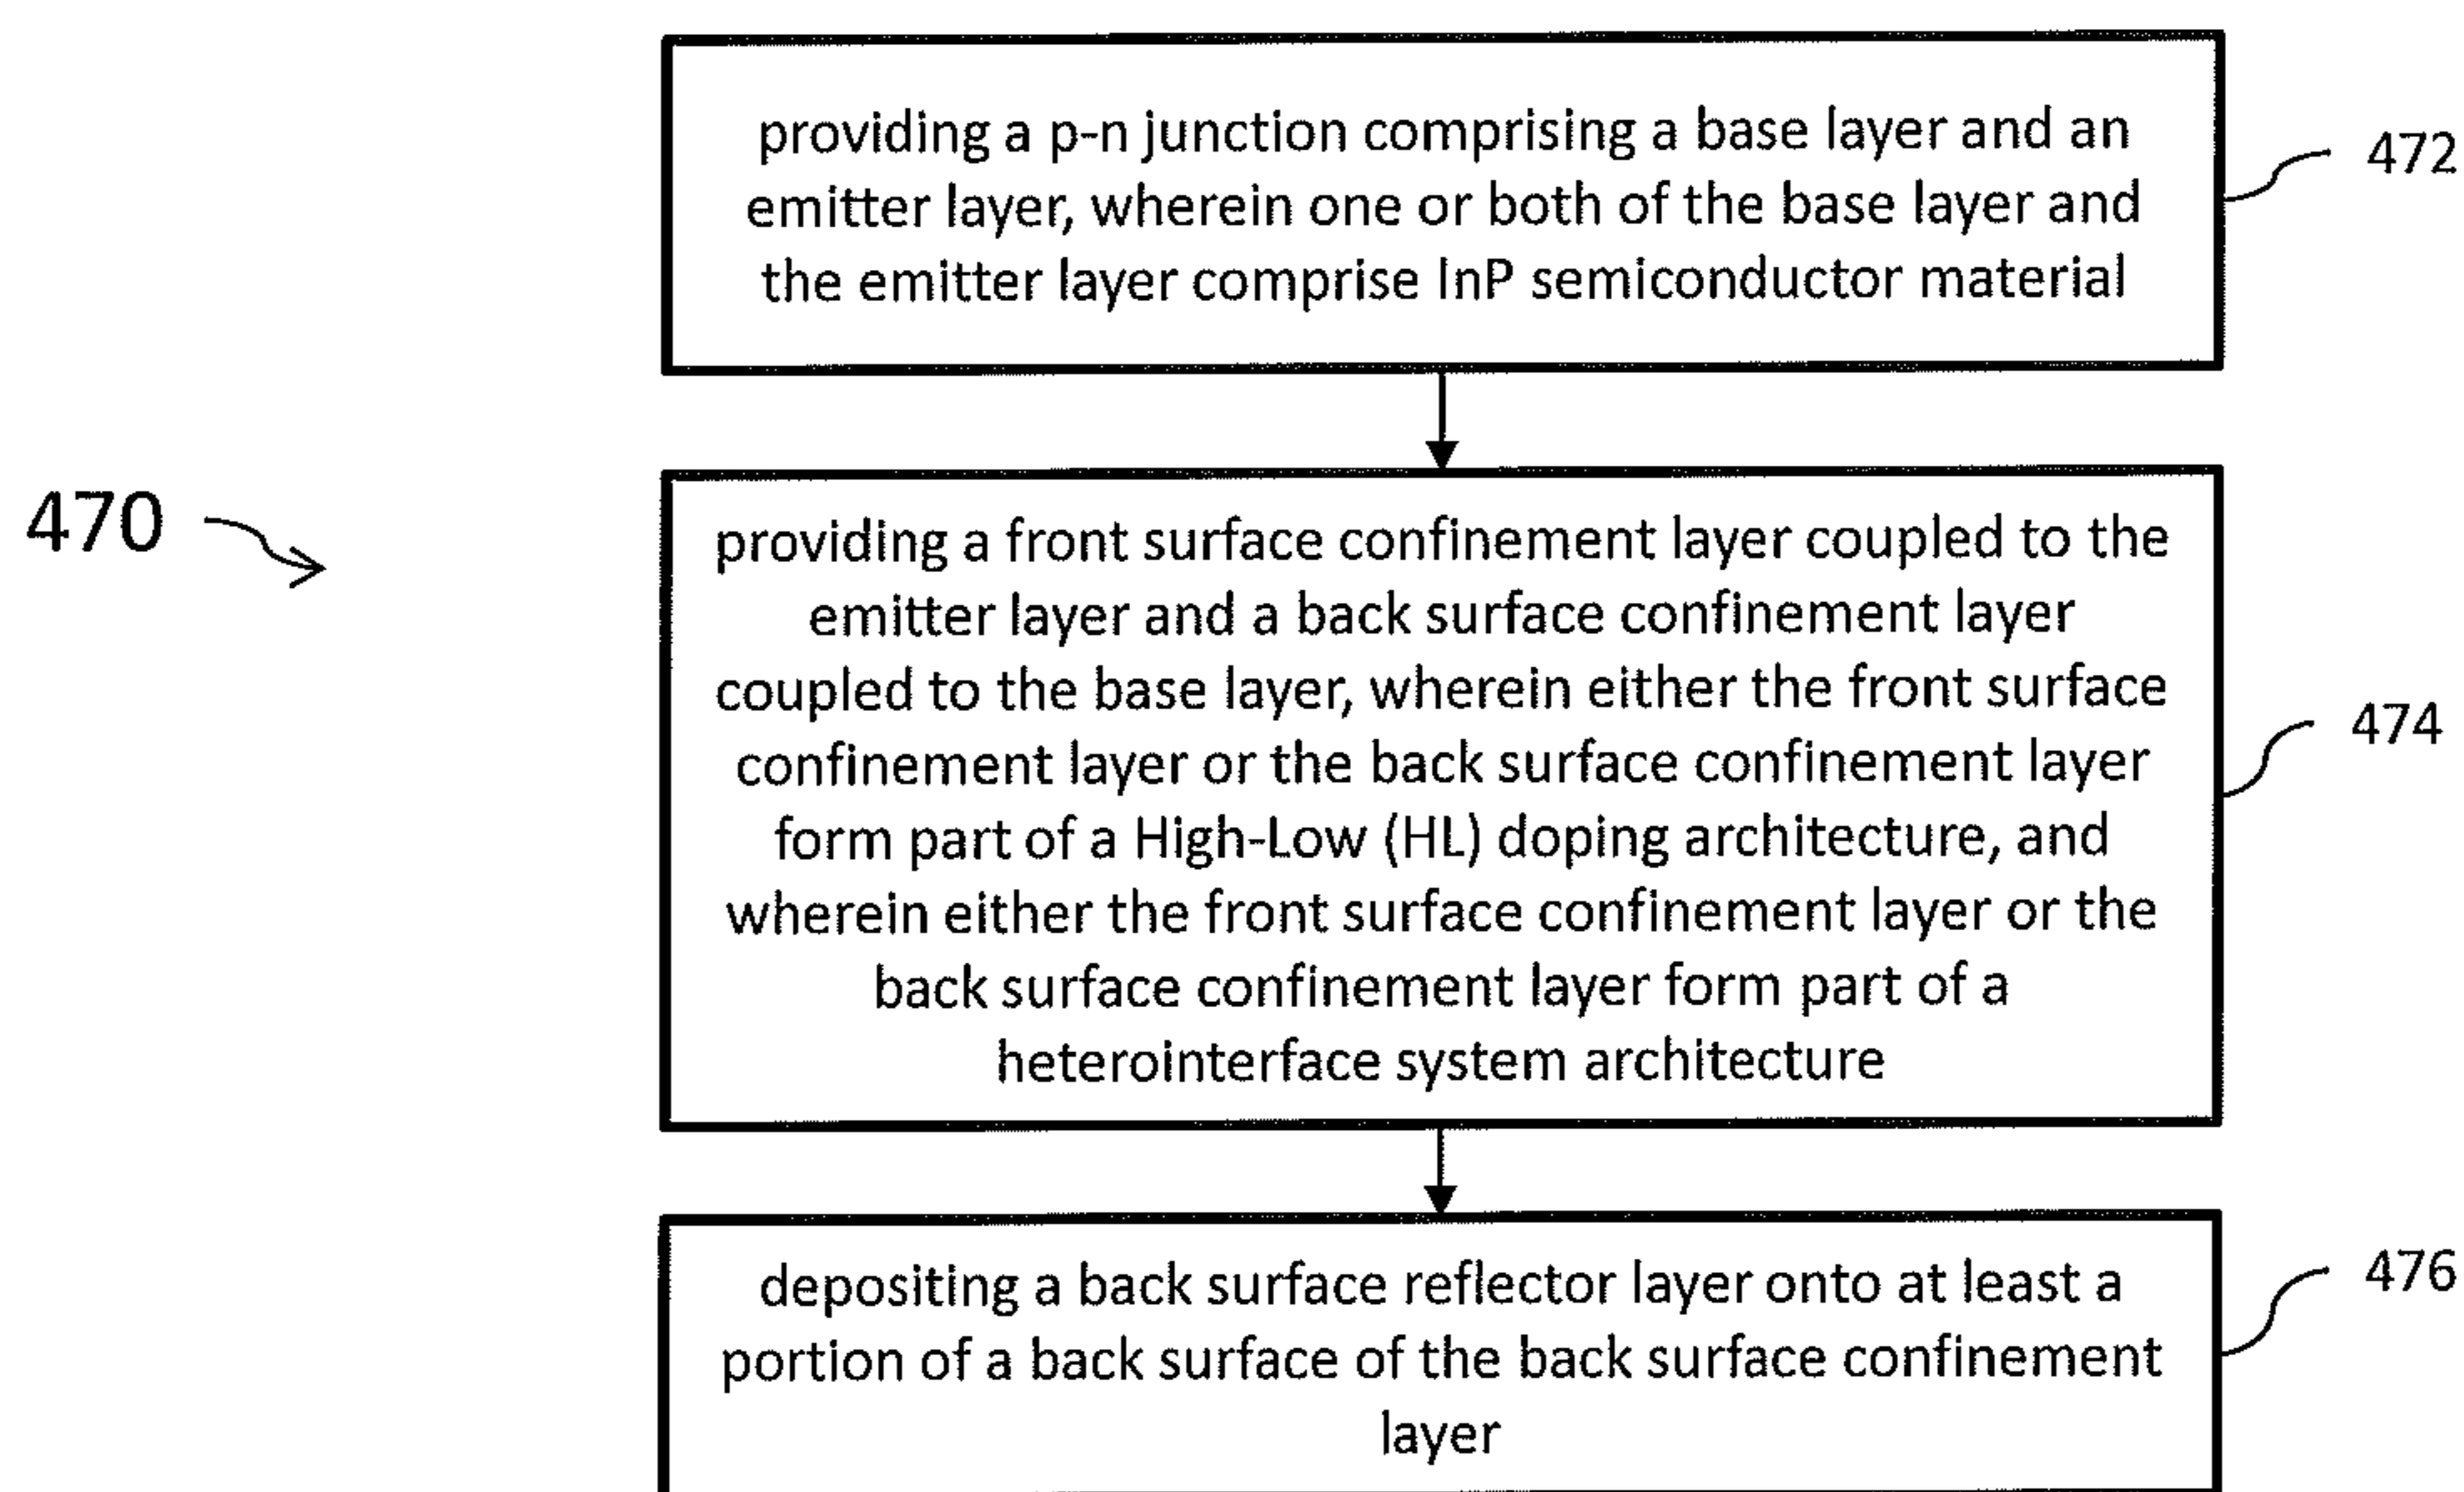 providing a p-n junction comprising a base layer and an
emitter layer, wherein one or both of the base layer and
the emitter layer comprise InP semiconductor material
472
470
providing a front surface confinement layer coupled to the
emitter layer and a back surface confinement layer
coupled to the base layer, wherein either the front surface
confinement layer or the back surface confinement layer
form part of a High-Low (HL) doping architecture, and
wherein either the front surface confinement layer or the
back surface confinement layer form part of a
heterointerface system architecture
474
depositing a back surface reflector layer onto at least a
portion of a back surface of the back surface confinement
layer
476